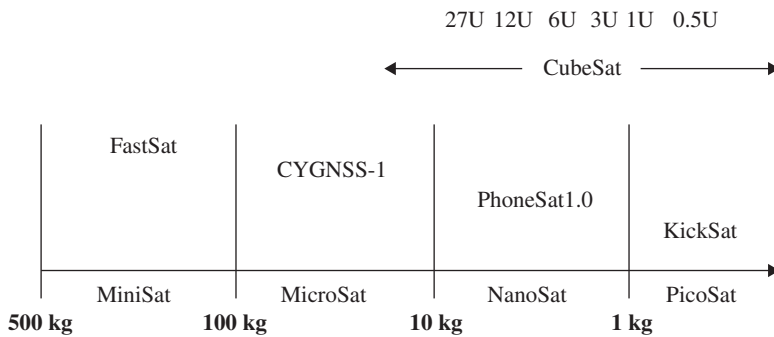 27U 12U 6U 3U 1U 0.5U
CubeSat
FastSat
CYGNSS-1
PhoneSat1.0
KickSat
MiniSat MicroSat NanoSat PicoSat
500 kg 100 kg 10 kg 1 kg